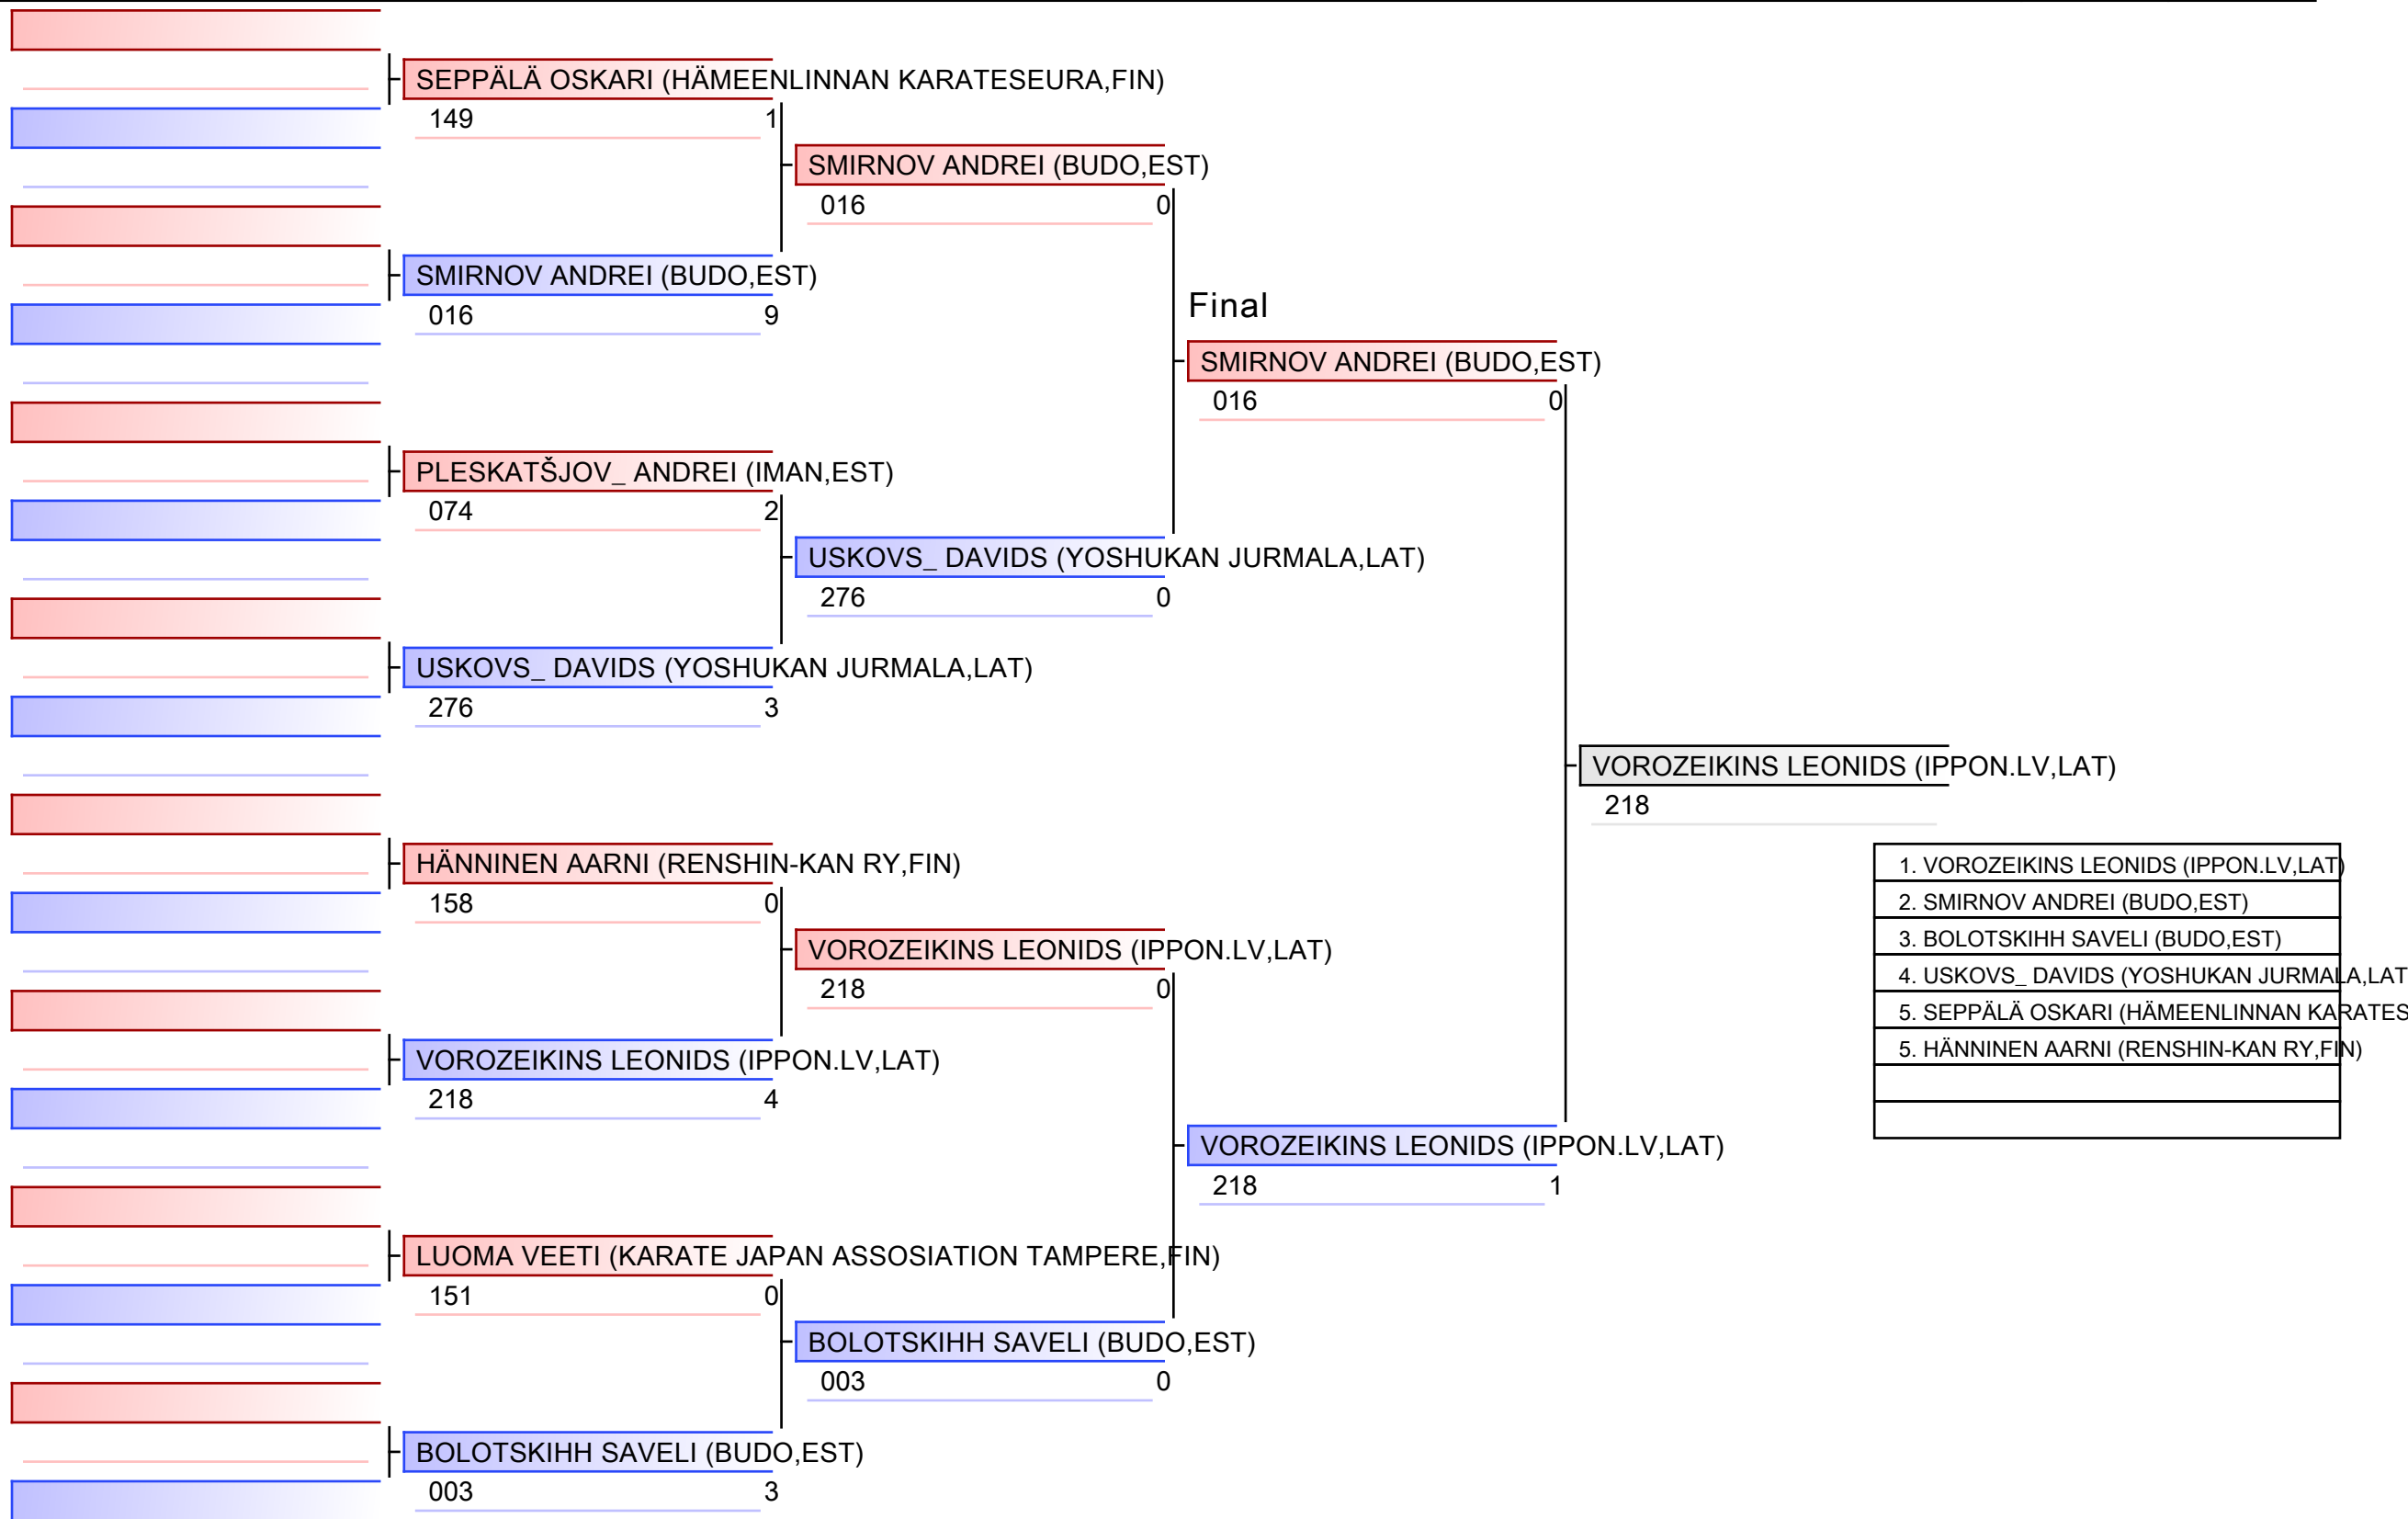 SEPPÄLÄ OSKARI (HÄMEENLINNAN KARATESEURA,FIN)
149 1
SMIRNOV ANDREI (BUDO,EST)
016 0
SMIRNOV ANDREI (BUDO,EST)
016 9
Final
SMIRNOV ANDREI (BUDO,EST)
016 0
PLESKATŠJOV_ ANDREI (IMAN,EST)
074 2
USKOVS_ DAVIDS (YOSHUKAN JURMALA,LAT)
276 0
USKOVS_ DAVIDS (YOSHUKAN JURMALA,LAT)
276 3
VOROZEIKINS LEONIDS (IPPON.LV,LAT)
218
HÄNNINEN AARNI (RENSHIN-KAN RY,FIN)
158 0
VOROZEIKINS LEONIDS (IPPON.LV,LAT)
218 0
VOROZEIKINS LEONIDS (IPPON.LV,LAT)
218 4
VOROZEIKINS LEONIDS (IPPON.LV,LAT)
218 1
LUOMA VEETI (KARATE JAPAN ASSOSIATION TAMPERE,FIN)
151 0
BOLOTSKIHH SAVELI (BUDO,EST)
003 0
BOLOTSKIHH SAVELI (BUDO,EST)
003 3
1. VOROZEIKINS LEONIDS (IPPON.LV,LAT)
2. SMIRNOV ANDREI (BUDO,EST)
3. BOLOTSKIHH SAVELI (BUDO,EST)
4. USKOVS_ DAVIDS (YOSHUKAN JURMALA,LAT
5. SEPPÄLÄ OSKARI (HÄMEENLINNAN KARATES
5. HÄNNINEN AARNI (RENSHIN-KAN RY,FIN)